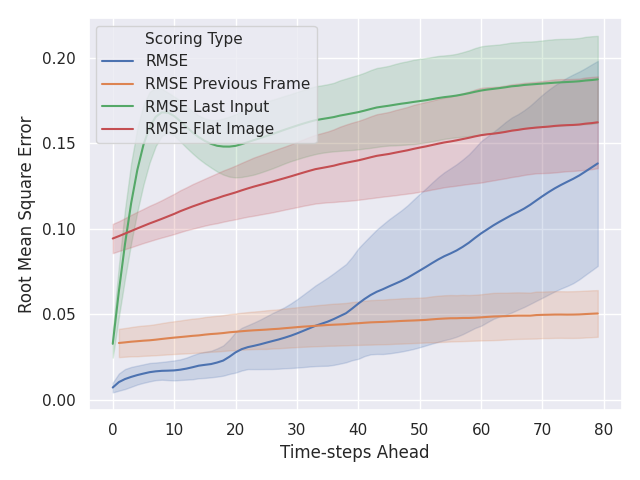 Scoring Type
RMSE
RMSE Previous Frame
RMSE Last Input
RMSE Flat Image
Root Mean Square Error
0.20
0.15
0.10
0.05
0.00
0 10 20 30 40 50 60 70 80
Time-steps Ahead